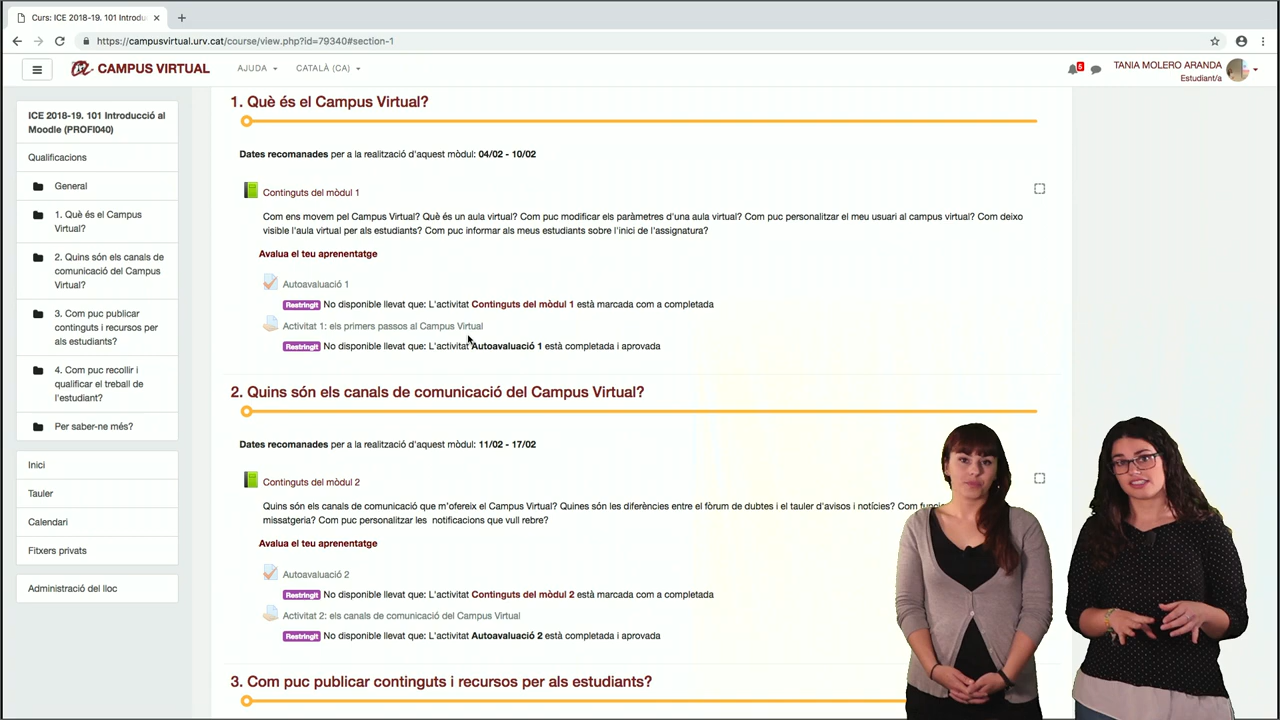 Curs: ICE 2018-19. 101 Introdu
https://campusvirtual.urv.cat/course/view.php?id=79340#section-1
CAMPUS VIRTUAL
AJUDA
CATALÀ (CA)
5
TANIA MOLERO ARANDA
Estudiant/a
ICE 2018-19. 101 Introducció al
Moodle (PROFI040)
Qualificacions
General
1. Què és el Campus
Virtual?
2. Quins són els canals de
comunicació del Campus
Virtual?
3. Com puc publicar
continguts i recursos per
als estudiants?
4. Com puc recollir i
qualificar el treball de
l'estudiant?
Per saber-ne més?
Inici
Tauler
Calendari
Fitxers privats
Administració del lloc
1. Què és el Campus Virtual?
Dates recomanades per a la realització d'aquest mòdul: 04/02 - 10/02
Continguts del mòdul 1
Com ens movem pel Campus Virtual? Què és un aula virtual? Com puc modificar els paràmetres d'una aula virtual? Com puc personalitzar el meu usuari al campus virtual? Com deixo
visible l'aula virtual per als estudiants? Com puc informar als meus estudiants sobre l'inici de l'assignatura?
Avalua el teu aprenentatge
Autoavaluació 1
Restringit No disponible llevat que: L'activitat Continguts del mòdul 1 està marcada com a completada
Activitat 1: els primers passos al Campus Virtual
Restringit No disponible llevat que: L'activitat Autoavaluació 1 està completada i aprovada
2. Quins són els canals de comunicació del Campus Virtual?
Dates recomanades per a la realització d'aquest mòdul: 11/02 - 17/02
Continguts del mòdul 2
Quins són els canals de comunicació que m'ofereix el Campus Virtual? Quines són les diferències entre el fòrum de dubtes i el tauler d'avisos i notícies? Com
missatgeria? Com puc personalitzar les notificacions que vull rebre?
Avalua el teu aprenentatge
Autoavaluació 2
Restringit No disponible llevat que: L'activitat Continguts del mòdul 2 està marcada com a completada
Activitat 2: els canals de comunicació del Campus Virtual
Restringit No disponible llevat que: L'activitat Autoavaluació 2 està completada i aprovada
3. Com puc publicar continguts i recursos per als estudiants?